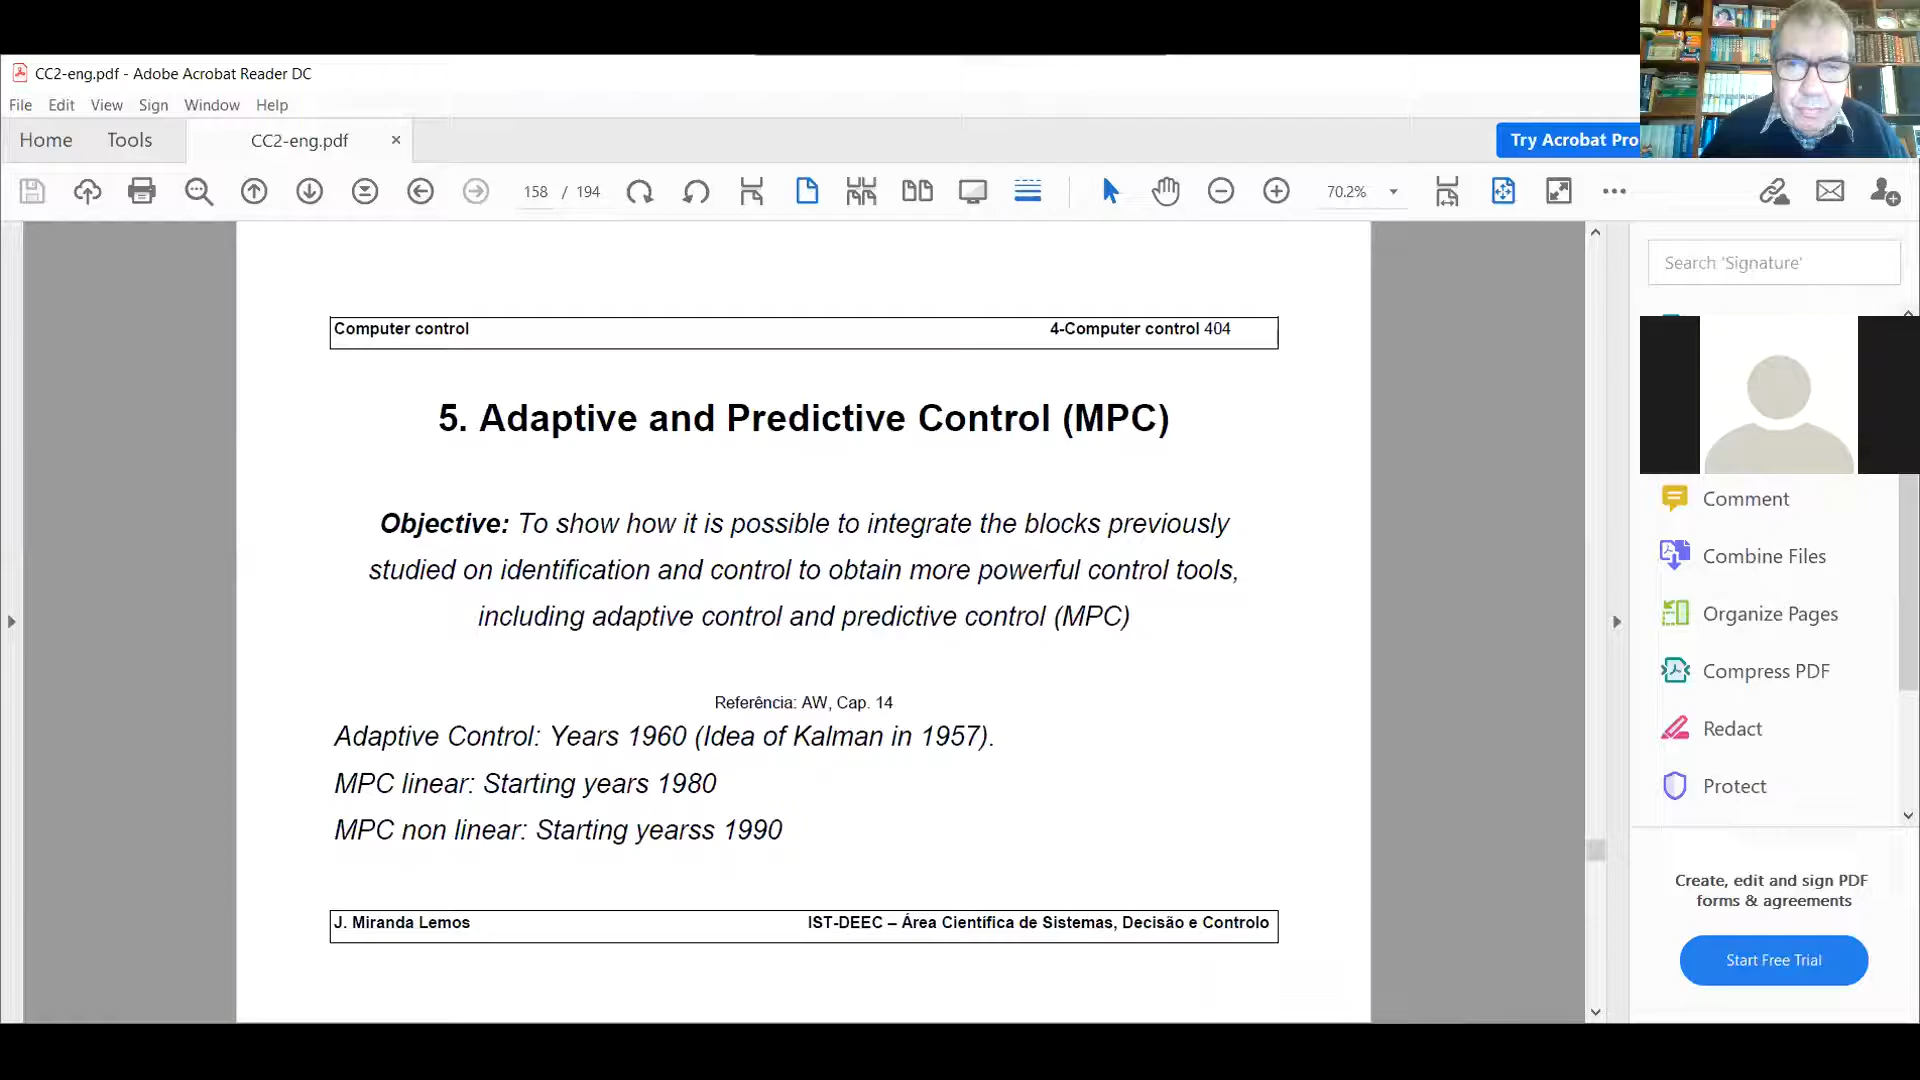 CC2-eng.pdf - Adobe Acrobat Reader DC
File Edit View Sign Window Help
Home Tools CC2-eng.pdf × Try Acrobat Pro
158 / 194 70.2%
Search 'Signature'
Computer control 4-Computer control 404
5. Adaptive and Predictive Control (MPC)
Objective: To show how it is possible to integrate the blocks previously
studied on identification and control to obtain more powerful control tools,
including adaptive control and predictive control (MPC)
Referência: AW, Cap. 14
Adaptive Control: Years 1960 (Idea of Kalman in 1957).
MPC linear: Starting years 1980
MPC non linear: Starting yearss 1990
J. Miranda Lemos IST-DEEC – Área Científica de Sistemas, Decisão e Controlo
Comment
Combine Files
Organize Pages
Compress PDF
Redact
Protect
Create, edit and sign PDF
forms & agreements
Start Free Trial